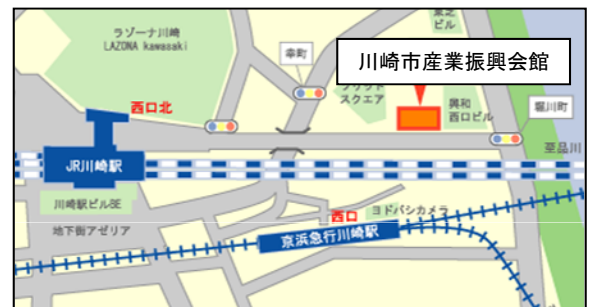 ラゾーナ川崎
LAZONA kawasaki
東芝
ビル
幸町
川崎市産業振興会館
ソリッド
スクエア
興和
西口ビル
堀川町
西口北
至品川
JR川崎駅
川崎駅ビルBE
西口
ヨドバシカメラ
地下街アゼリア
京浜急行川崎駅